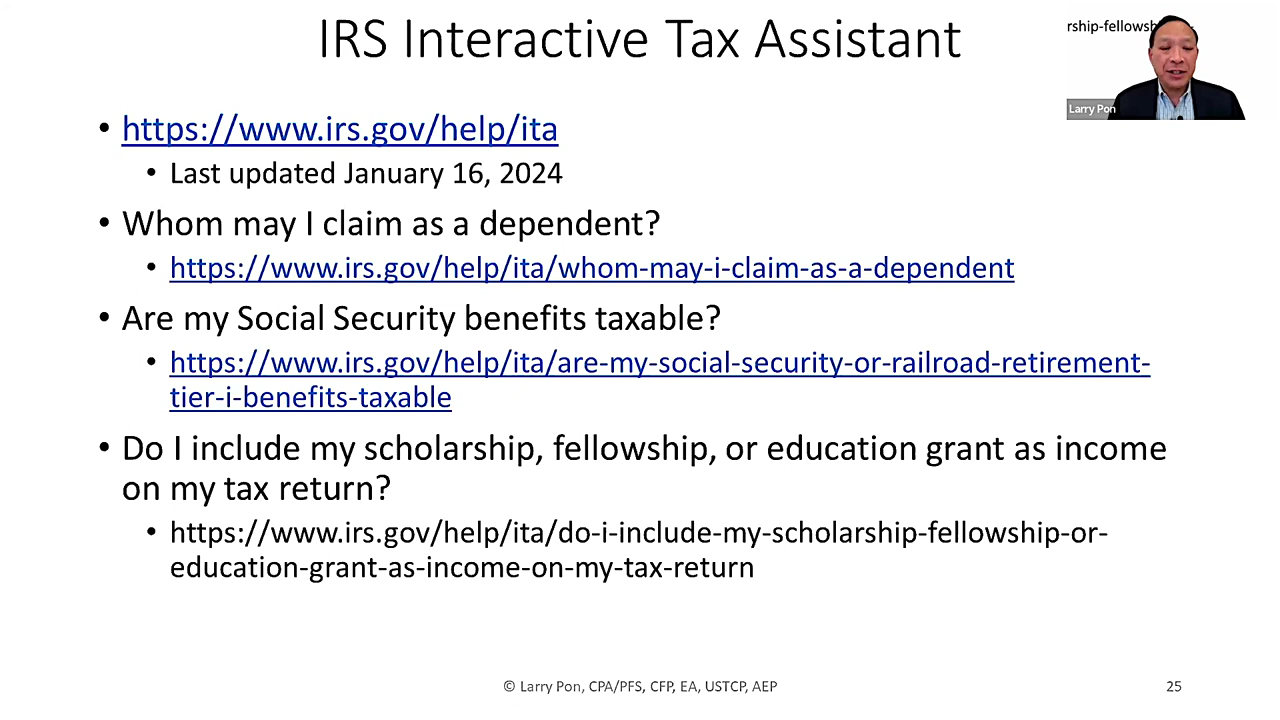 IRS Interactive Tax Assistant
rship-fellowsh
Larry Pon
• https://www.irs.gov/help/ita
• Last updated January 16, 2024
• Whom may I claim as a dependent?
• https://www.irs.gov/help/ita/whom-may-i-claim-as-a-dependent
• Are my Social Security benefits taxable?
• https://www.irs.gov/help/ita/are-my-social-security-or-railroad-retirement-
tier-i-benefits-taxable
• Do I include my scholarship, fellowship, or education grant as income
on my tax return?
• https://www.irs.gov/help/ita/do-i-include-my-scholarship-fellowship-or-
education-grant-as-income-on-my-tax-return
© Larry Pon, CPA/PFS, CFP, EA, USTCP, AEP
25